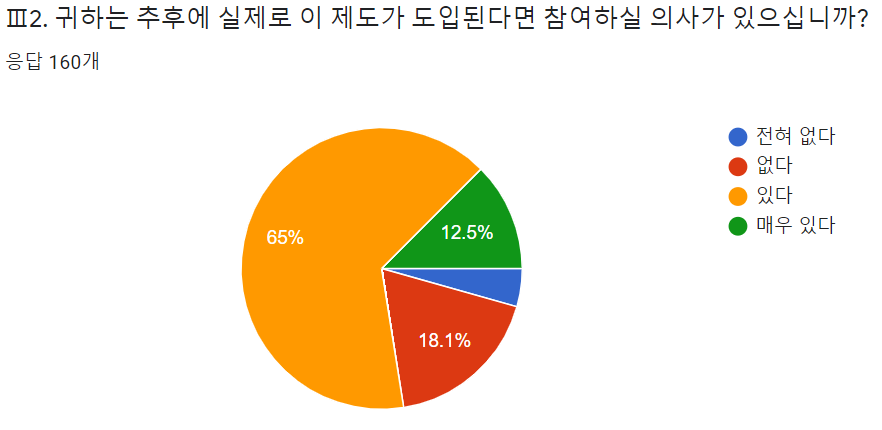 Ⅲ2. 귀하는 추후에 실제로 이 제도가 도입된다면 참여하실 의사가 있으십니까?
응답 160개
전혀 없다
없다
있다
매우 있다
65%
12.5%
18.1%